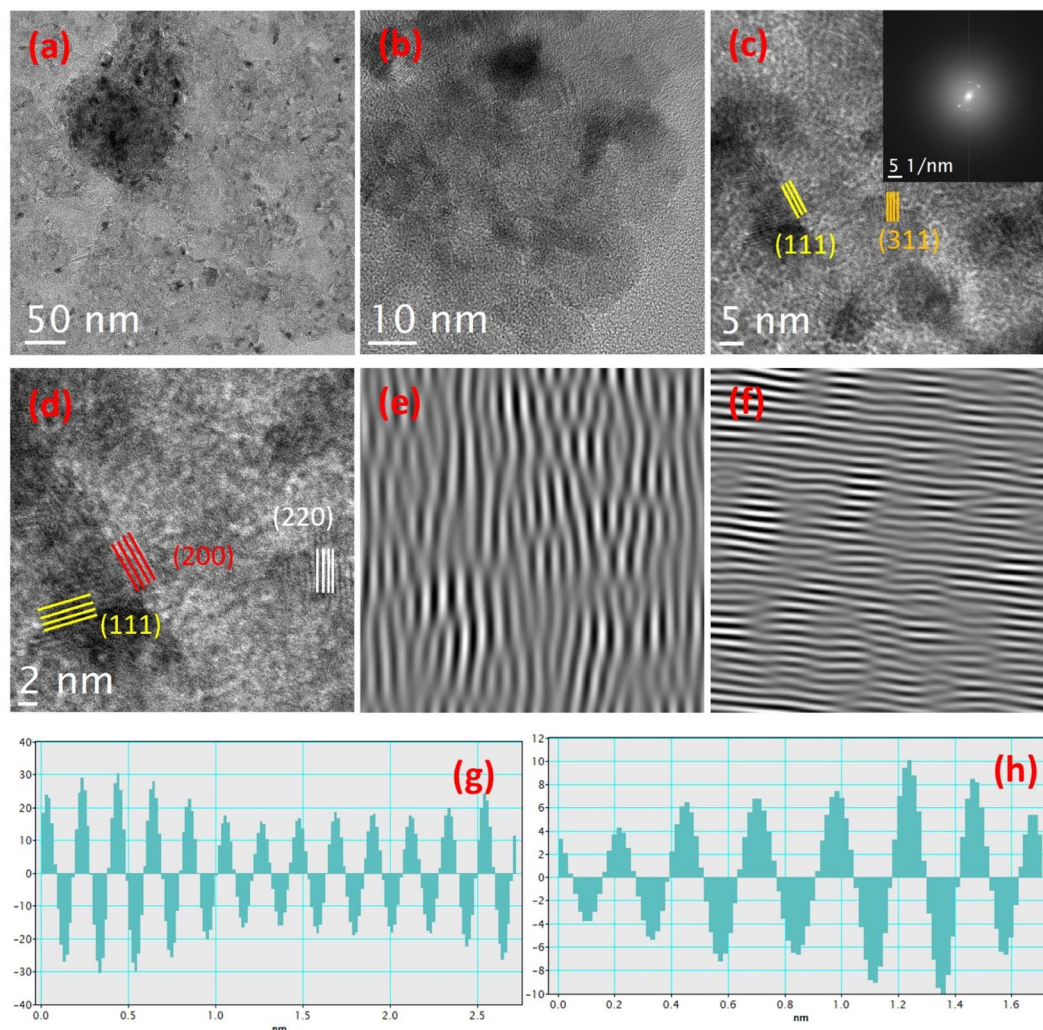 (a)
50 nm
(b)
10 nm
(c)
5 1/nm
(111)
(311)
5 nm
(d)
(220)
(200)
(111)
2 nm
(e)
(f)
(g)
40
30
20
10
0
-10
-20
-30
-40
0.0 0.5 1.0 1.5 2.0 2.5
nm
(h)
12
10
8
6
4
2
0
-2
-4
-6
-8
-10
0.0 0.2 0.4 0.6 0.8 1.0 1.2 1.4 1.6
nm